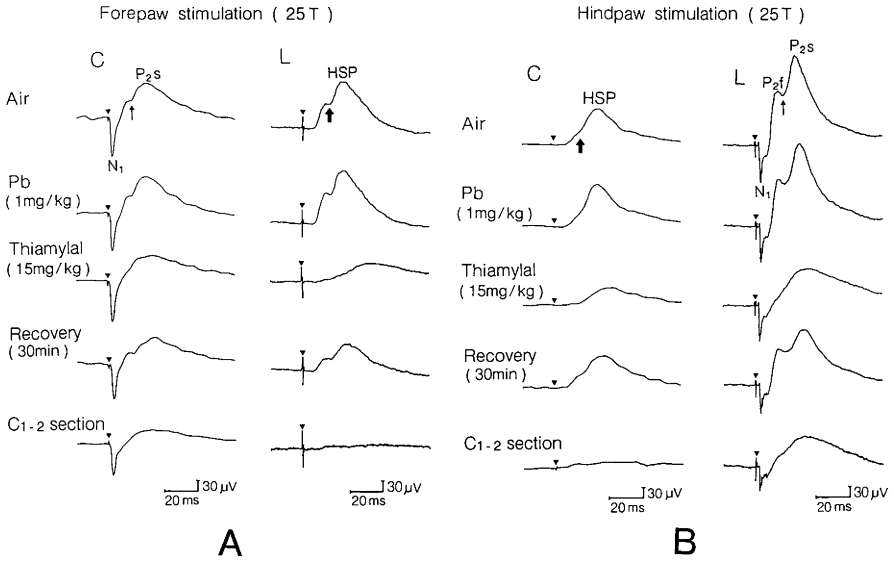 Forepaw stimulation ( 25T )
C
L
P₂s
HSP
Air
N₁
Pb
( 1mg/kg )
Thiamylal
( 15mg/kg )
Recovery
( 30min )
C₁-₂ section
30 µV
20 ms
30 µV
20 ms
A
Hindpaw stimulation ( 25T )
C
L
HSP
P₂f
P₂s
Air
N₁
Pb
( 1mg/kg )
Thiamylal
( 15mg/kg )
Recovery
( 30min )
C₁-₂ section
30 µV
20 ms
30 µV
20 ms
B